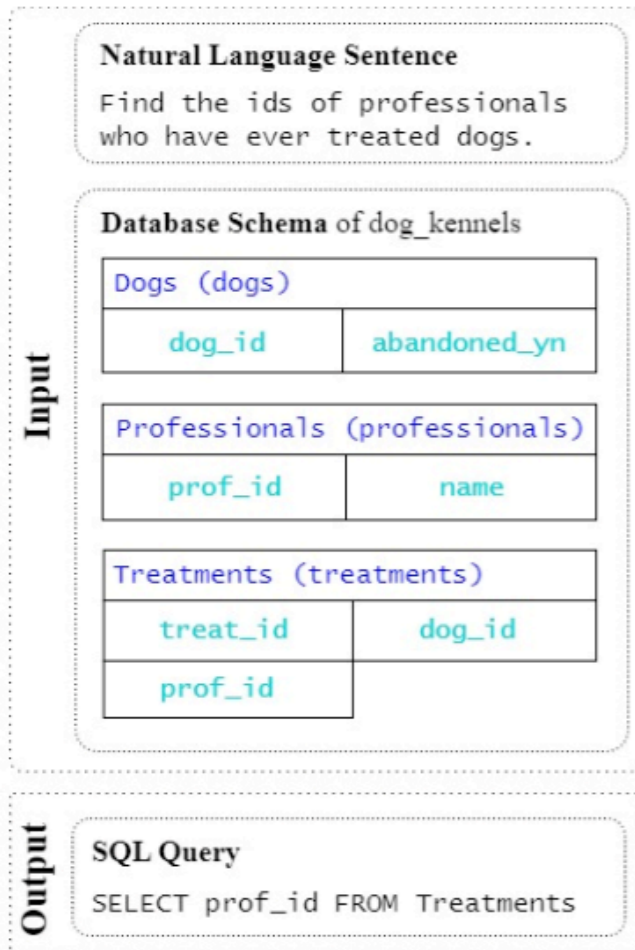 Input
Natural Language Sentence
Find the ids of professionals
who have ever treated dogs.
Database Schema of dog_kennels
Dogs (dogs)
dog_id abandoned_yn
Professionals (professionals)
prof_id name
Treatments (treatments)
treat_id dog_id
prof_id
Output
SQL Query
SELECT prof_id FROM Treatments